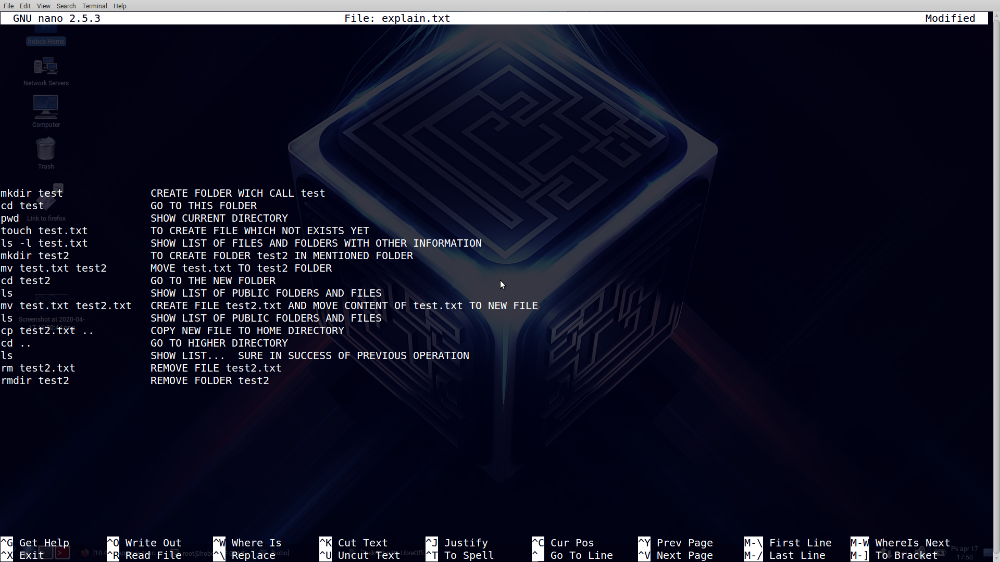 File Edit View Search Terminal Help
GNU nano 2.5.3 File: explain.txt Modified
hobo's Home
Network Servers
Computer
Trash
mkdir test CREATE FOLDER WICH CALL test
cd test GO TO THIS FOLDER
pwd SHOW CURRENT DIRECTORY
Link to firefox
touch test.txt TO CREATE FILE WHICH NOT EXISTS YET
ls -l test.txt SHOW LIST OF FILES AND FOLDERS WITH OTHER INFORMATION
mkdir test2 TO CREATE FOLDER test2 IN MENTIONED FOLDER
mv test.txt test2 MOVE test.txt TO test2 FOLDER
cd test2 GO TO THE NEW FOLDER
ls SHOW LIST OF PUBLIC FOLDERS AND FILES
mv test.txt test2.txt CREATE FILE test2.txt AND MOVE CONTENT OF test.txt TO NEW FILE
ls SHOW LIST OF PUBLIC FOLDERS AND FILES
Screenshot at 2020-04-
cp test2.txt .. COPY NEW FILE TO HOME DIRECTORY
cd .. GO TO HIGHER DIRECTORY
ls SHOW LIST... SURE IN SUCCESS OF PREVIOUS OPERATION
rm test2.txt REMOVE FILE test2.txt
rmdir test2 REMOVE FOLDER test2
^G Get Help ^O Write Out ^W Where Is ^K Cut Text ^J Justify ^C Cur Pos ^Y Prev Page M-\ First Line M-W WhereIs Next
^X Exit ^R Read File ^\ Replace ^U Uncut Text ^T To Spell ^_ Go To Line ^V Next Page M-/ Last Line M-] To Bracket
Pk apr 17
17:50